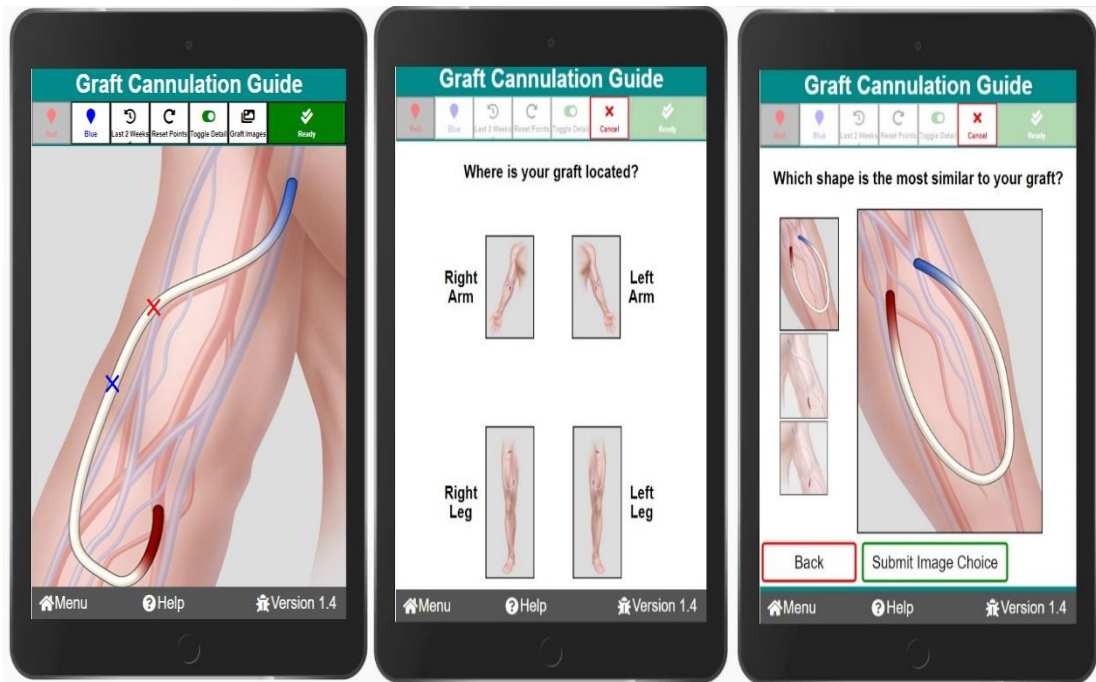 Graft Cannulation Guide
Red Blue Last 2 Weeks Reset Points Toggle Detail Graft Images Ready
Menu Help Version 1.4
Graft Cannulation Guide
Red Blue Last 2 Weeks Reset Points Toggle Detail Cancel Ready
Where is your graft located?
Right
Arm
Left
Arm
Right
Leg
Left
Leg
Menu Help Version 1.4
Graft Cannulation Guide
Red Blue Last 2 Weeks Reset Points Toggle Detail Cancel Ready
Which shape is the most similar to your graft?
Back Submit Image Choice
Menu Help Version 1.4